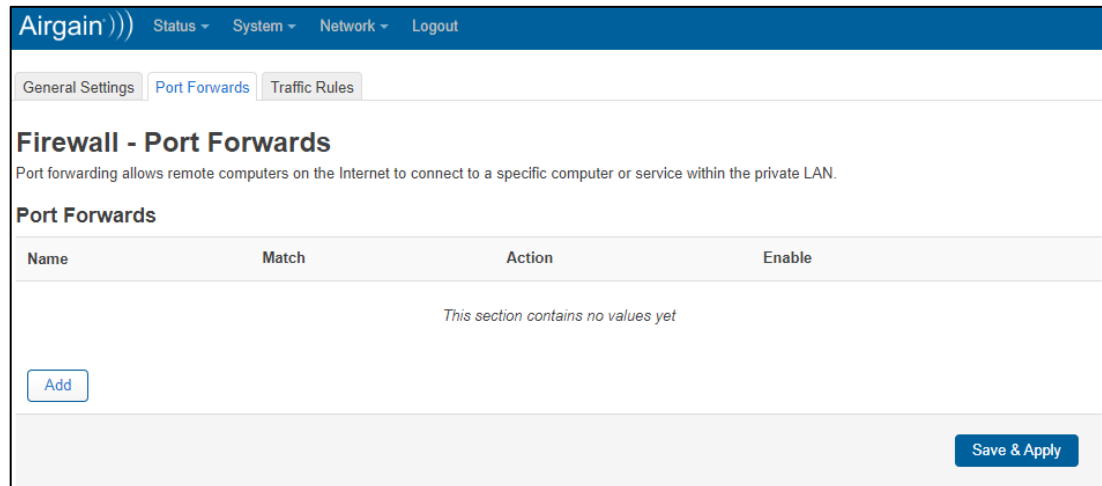 Airgain))) Status System Network Logout
General Settings Port Forwards Traffic Rules
Firewall - Port Forwards
Port forwarding allows remote computers on the Internet to connect to a specific computer or service within the private LAN.
Port Forwards
Name Match Action Enable
This section contains no values yet
Add
Save & Apply